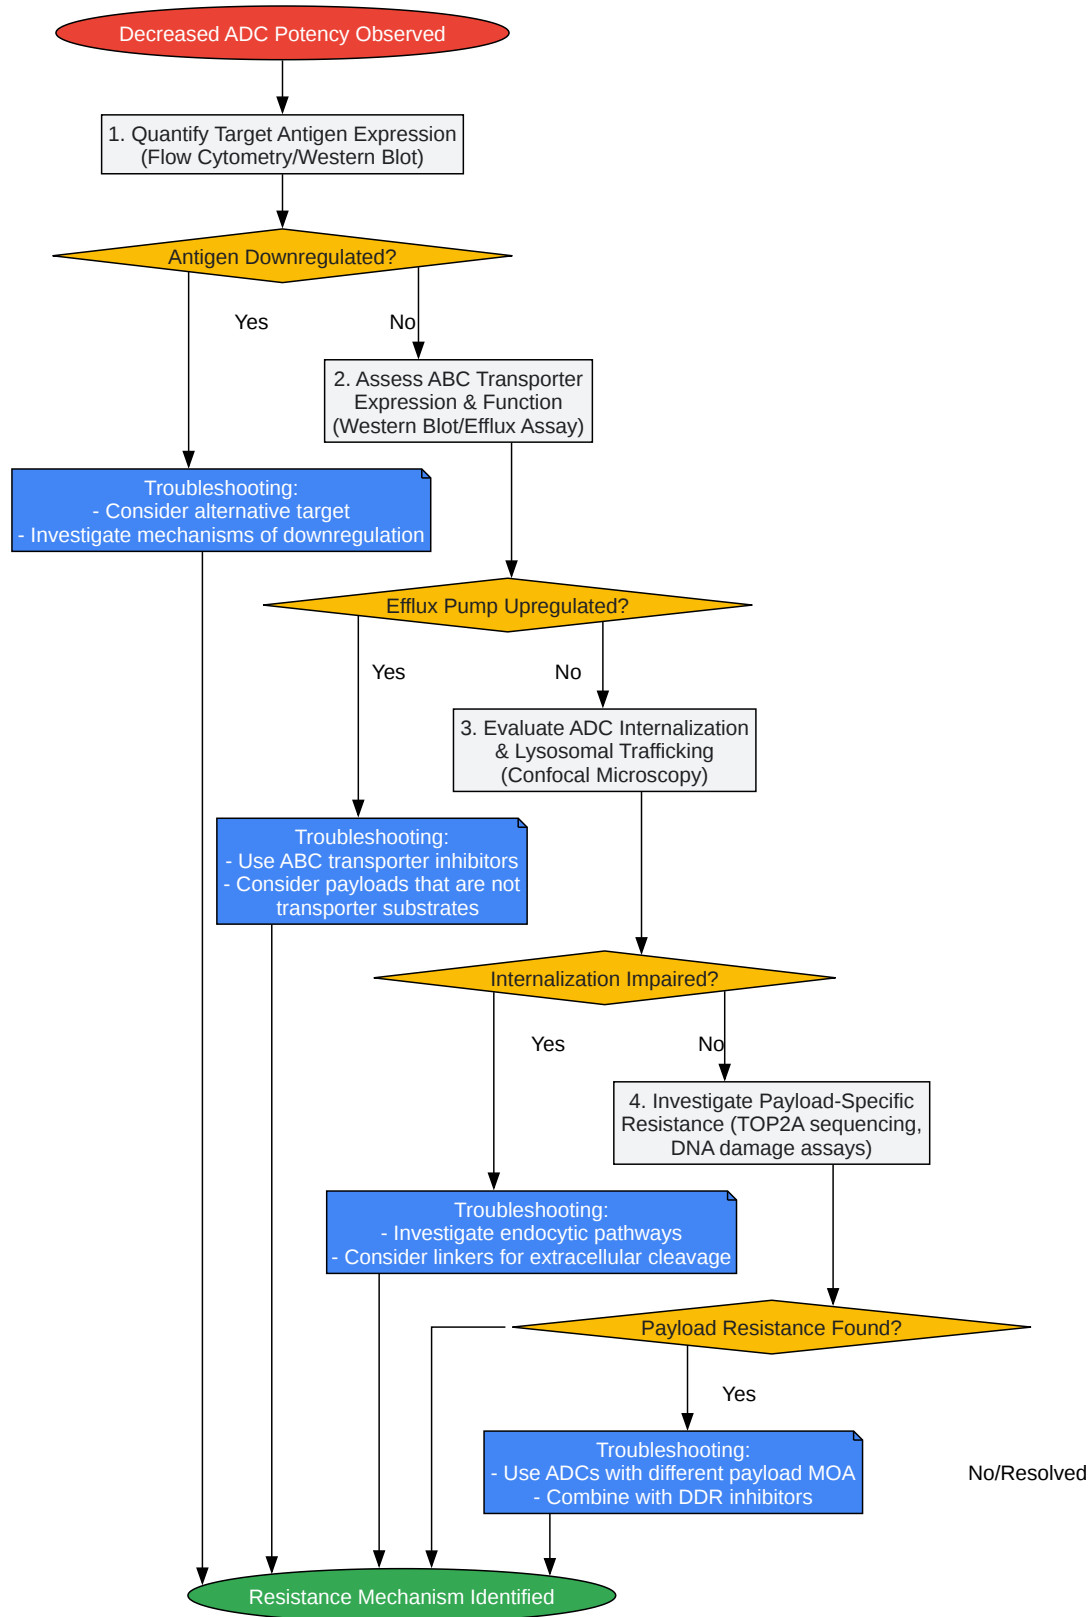 Decreased ADC Potency Observed
1. Quantify Target Antigen Expression
(Flow Cytometry/Western Blot)
Antigen Downregulated?
Yes
No
2. Assess ABC Transporter
Expression & Function
(Western Blot/Efflux Assay)
Troubleshooting:
- Consider alternative target
- Investigate mechanisms of downregulation
Efflux Pump Upregulated?
Yes
No
3. Evaluate ADC Internalization
& Lysosomal Trafficking
(Confocal Microscopy)
Troubleshooting:
- Use ABC transporter inhibitors
- Consider payloads that are not
transporter substrates
Internalization Impaired?
Yes
No
4. Investigate Payload-Specific
Resistance (TOP2A sequencing,
DNA damage assays)
Troubleshooting:
- Investigate endocytic pathways
- Consider linkers for extracellular cleavage
Payload Resistance Found?
Yes
Troubleshooting:
- Use ADCs with different payload MOA
- Combine with DDR inhibitors
No/Resolved
Resistance Mechanism Identified